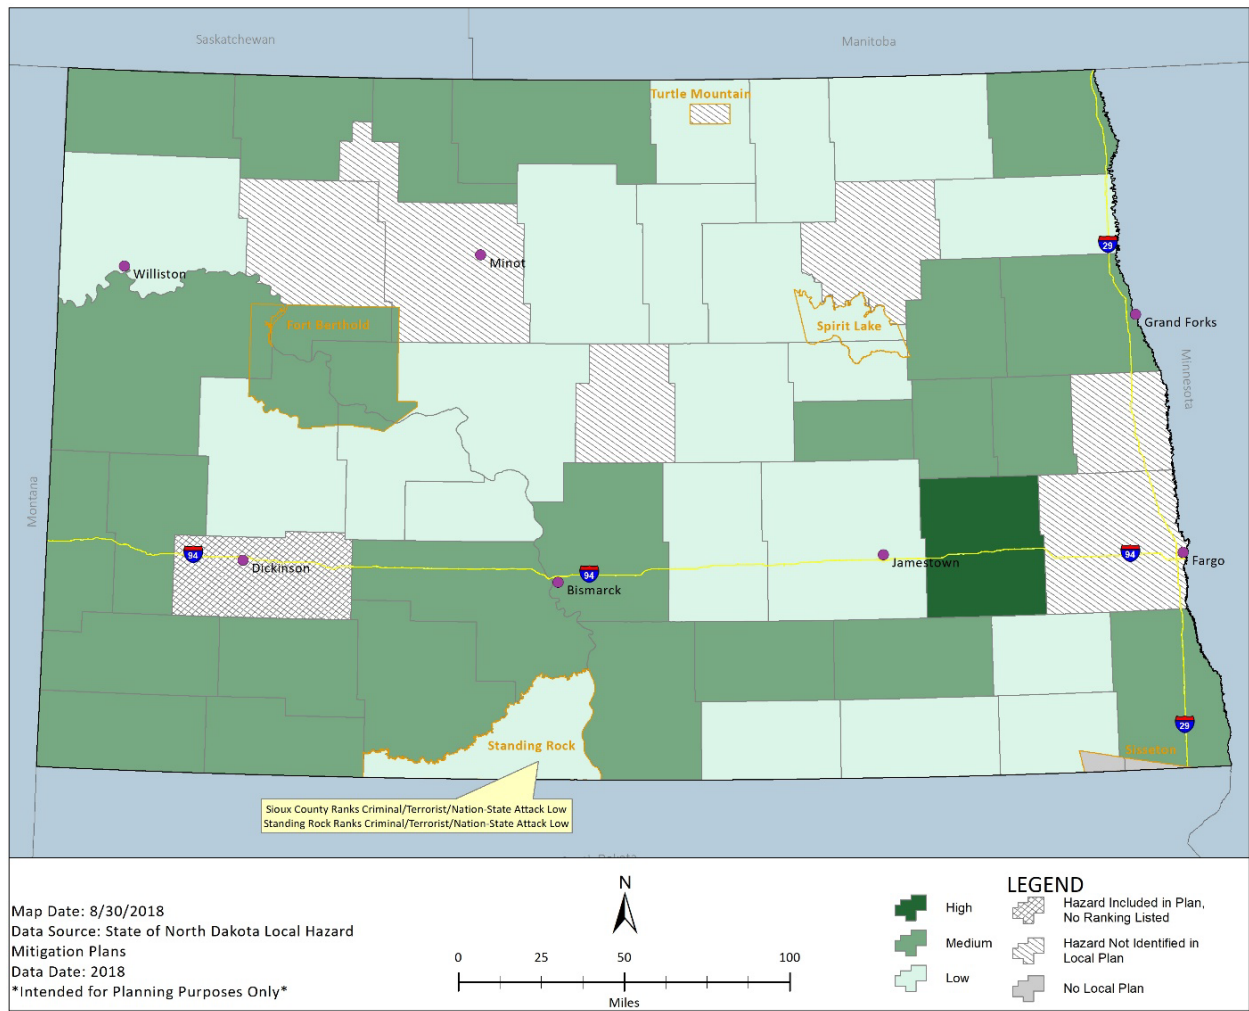 Saskatchewan
Manitoba
Turtle Mountain
29
Williston
Minot
Fort Berthold
Spirit Lake
Grand Forks
Minnesota
Montana
94
Dickinson
94
Bismarck
Jamestown
94
Fargo
Standing Rock
29
Sisseton
Sioux County Ranks Criminal/Terrorist/Nation-State Attack Low
Standing Rock Ranks Criminal/Terrorist/Nation-State Attack Low
Map Date: 8/30/2018
Data Source: State of North Dakota Local Hazard
Mitigation Plans
Data Date: 2018
*Intended for Planning Purposes Only*
N
0 25 50 100
Miles
LEGEND
High
Medium
Low
Hazard Included in Plan,
No Ranking Listed
Hazard Not Identified in
Local Plan
No Local Plan